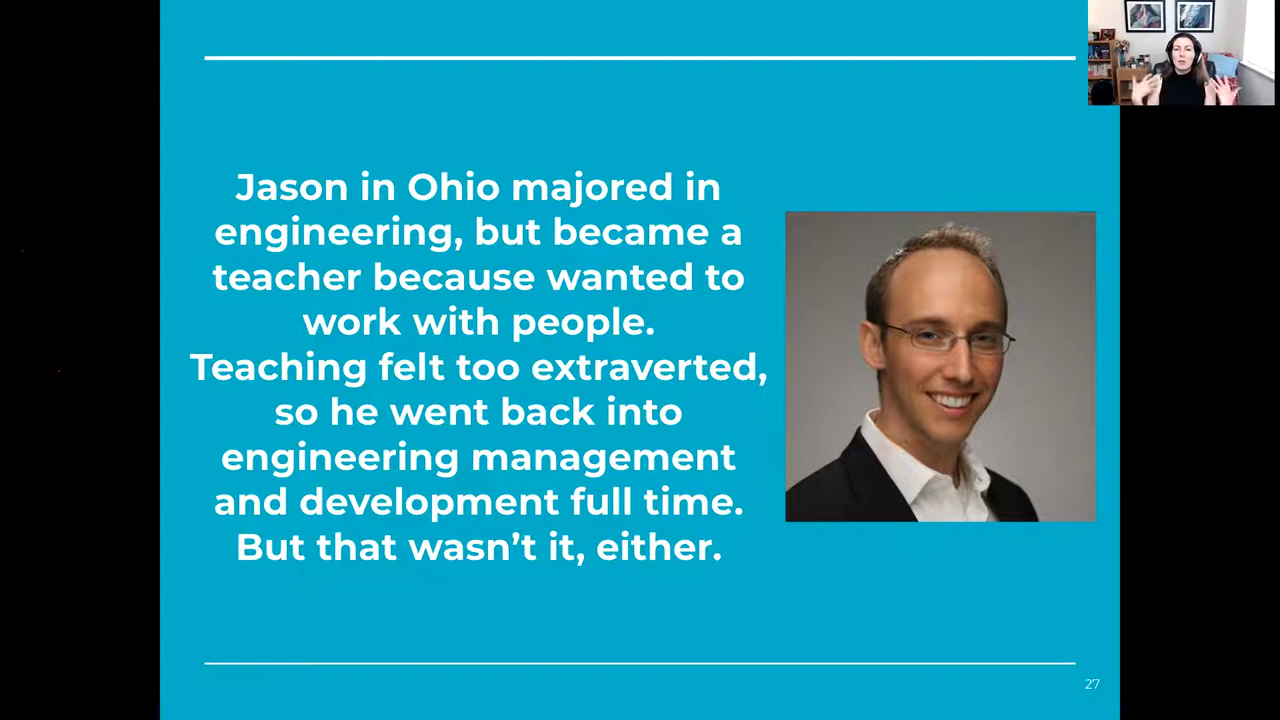 Jason in Ohio majored in
engineering, but became a
teacher because wanted to
work with people.
Teaching felt too extraverted,
so he went back into
engineering management
and development full time.
But that wasn’t it, either.
27